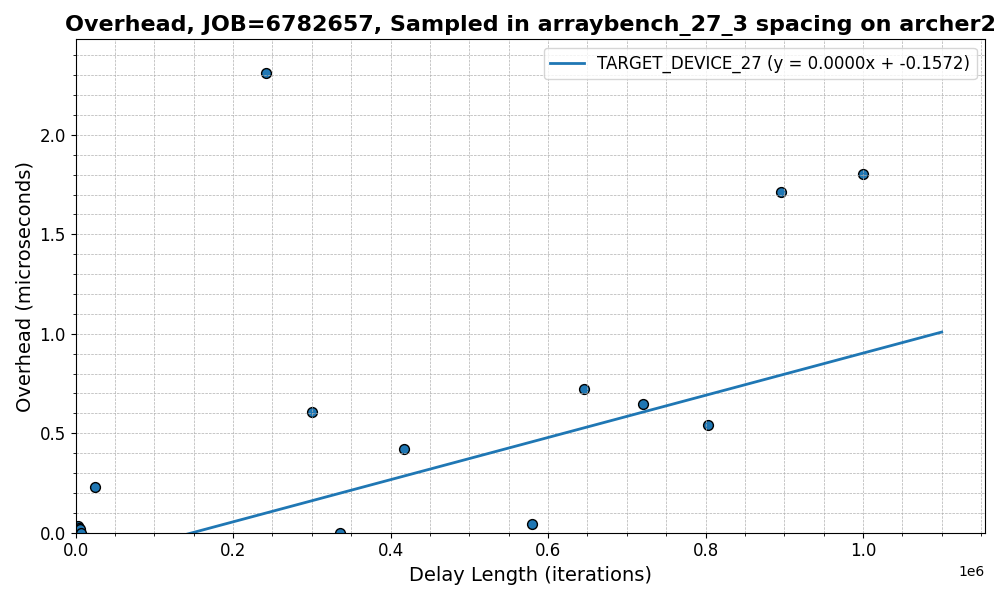 Overhead, JOB=6782657, Sampled in arraybench_27_3 spacing on archer2
TARGET_DEVICE_27 (y = 0.0000x + -0.1572)
Overhead (microseconds)
2.0
1.5
1.0
0.5
0.0
0.0 0.2 0.4 0.6 0.8 1.0
1e6
Delay Length (iterations)